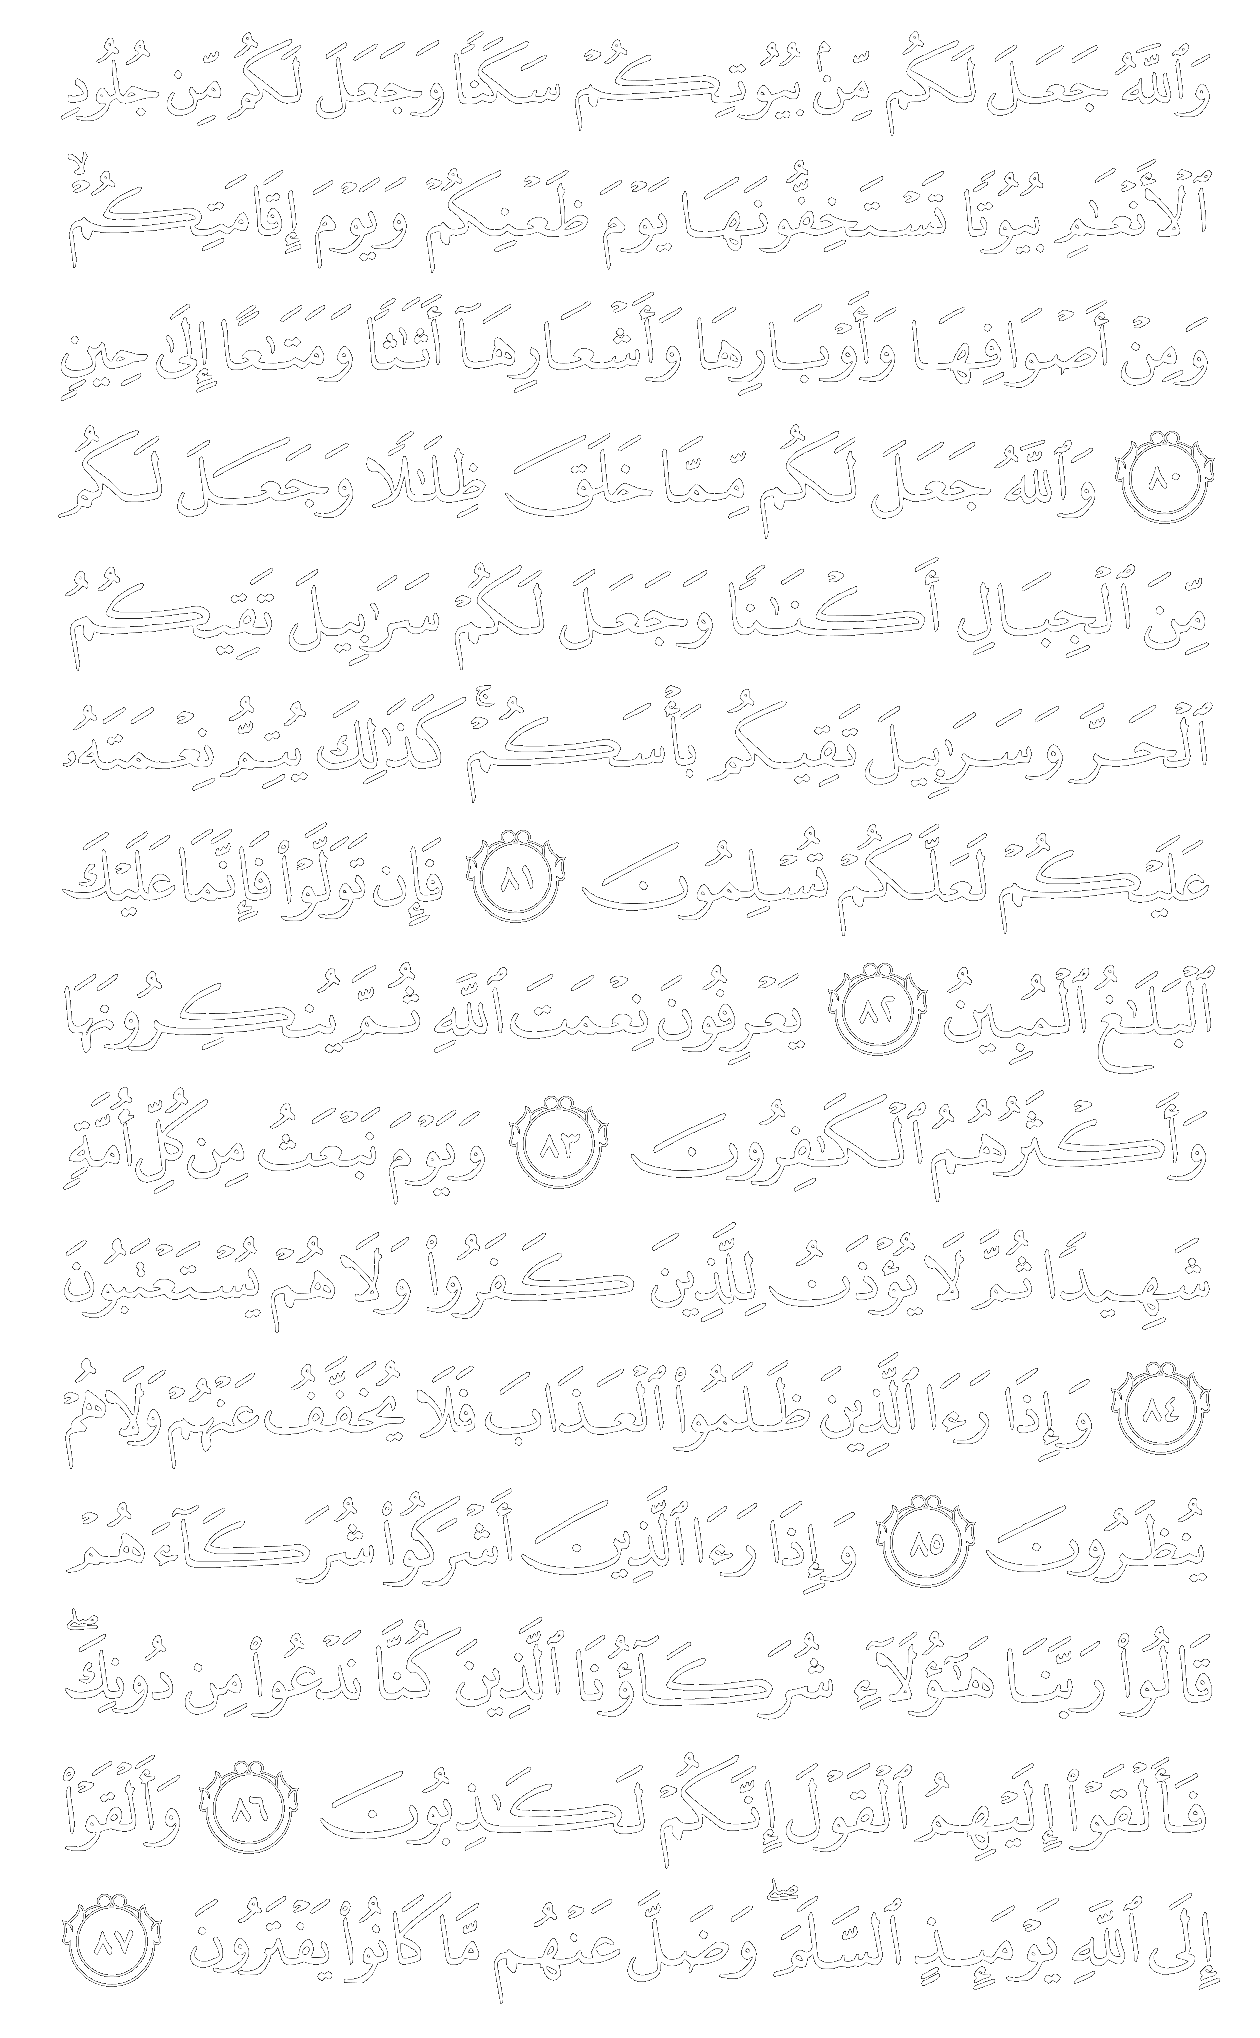 وَٱللَّهُ جَعَلَ لَكُم مِّنۢ بُيُوتِكُمْ سَكَنًا وَجَعَلَ لَكُم مِّن جُلُودِ
ٱلْأَنْعَـٰمِ بُيُوتًا تَسْتَخِفُّونَهَا يَوْمَ ظَعْنِكُمْ وَيَوْمَ إِقَامَتِكُمْ ۙ
وَمِنْ أَصْوَافِهَا وَأَوْبَارِهَا وَأَشْعَارِهَآ أَثَـٰثًا وَمَتَـٰعًا إِلَىٰ حِينٍ
٨٠ وَٱللَّهُ جَعَلَ لَكُم مِّمَّا خَلَقَ ظِلَـٰلًا وَجَعَلَ لَكُم
مِّنَ ٱلْجِبَالِ أَكْنَـٰنًا وَجَعَلَ لَكُمْ سَرَٰبِيلَ تَقِيكُمُ
ٱلْحَرَّ وَسَرَٰبِيلَ تَقِيكُم بَأْسَكُمْ ۚ كَذَٰلِكَ يُتِمُّ نِعْمَتَهُۥ
عَلَيْكُمْ لَعَلَّكُمْ تُسْلِمُونَ ٨١ فَإِن تَوَلَّوْا۟ فَإِنَّمَا عَلَيْكَ
ٱلْبَلَـٰغُ ٱلْمُبِينُ ٨٢ يَعْرِفُونَ نِعْمَتَ ٱللَّهِ ثُمَّ يُنكِرُونَهَا
وَأَكْثَرُهُمُ ٱلْكَـٰفِرُونَ ٨٣ وَيَوْمَ نَبْعَثُ مِن كُلِّ أُمَّةٍ
شَهِيدًا ثُمَّ لَا يُؤْذَنُ لِلَّذِينَ كَفَرُوا۟ وَلَا هُمْ يُسْتَعْتَبُونَ
٨٤ وَإِذَا رَءَا ٱلَّذِينَ ظَلَمُوا۟ ٱلْعَذَابَ فَلَا يُخَفَّفُ عَنْهُمْ وَلَا هُمْ
يُنظَرُونَ ٨٥ وَإِذَا رَءَا ٱلَّذِينَ أَشْرَكُوا۟ شُرَكَآءَهُمْ
قَالُوا۟ رَبَّنَا هَـٰٓؤُلَآءِ شُرَكَآؤُنَا ٱلَّذِينَ كُنَّا نَدْعُوا۟ مِن دُونِكَ ۖ
فَأَلْقَوْا۟ إِلَيْهِمُ ٱلْقَوْلَ إِنَّكُمْ لَكَـٰذِبُونَ ٨٦ وَأَلْقَوْا۟
إِلَى ٱللَّهِ يَوْمَئِذٍ ٱلسَّلَمَ ۖ وَضَلَّ عَنْهُم مَّا كَانُوا۟ يَفْتَرُونَ ٨٧